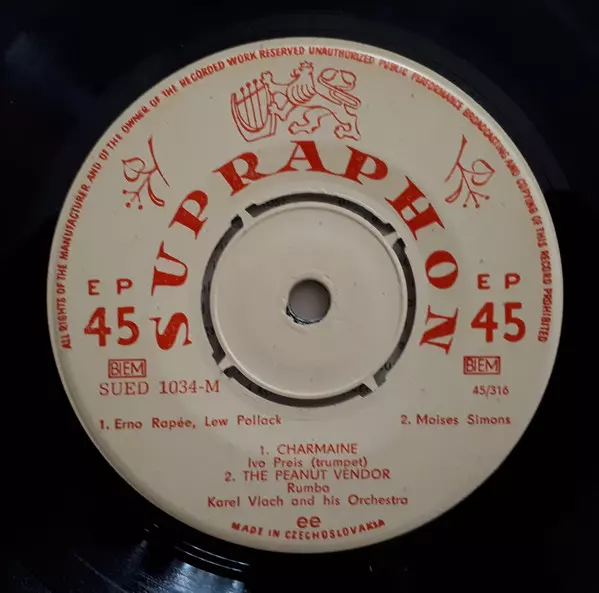 ALL RIGHTS OF THE MANUFACTURER AND OF THE OWNER OF THE RECORDED WORK RESERVED UNAUTHORIZED PUBLIC PERFORMANCE BROADCASTING AND COPYING OF THIS RECORD PROHIBITED
SUPRAPHON
EP
45
EP
45
BIEM
SUED 1034-M
BIEM
45/316
1. Erno Rapée, Lew Pollack
2. Moises Simons
1. CHARMAINE
Ivo Preis (trumpet)
2. THE PEANUT VENDOR
Rumba
Karel Vlach and his Orchestra
ee
MADE IN CZECHOSLOVAKIA